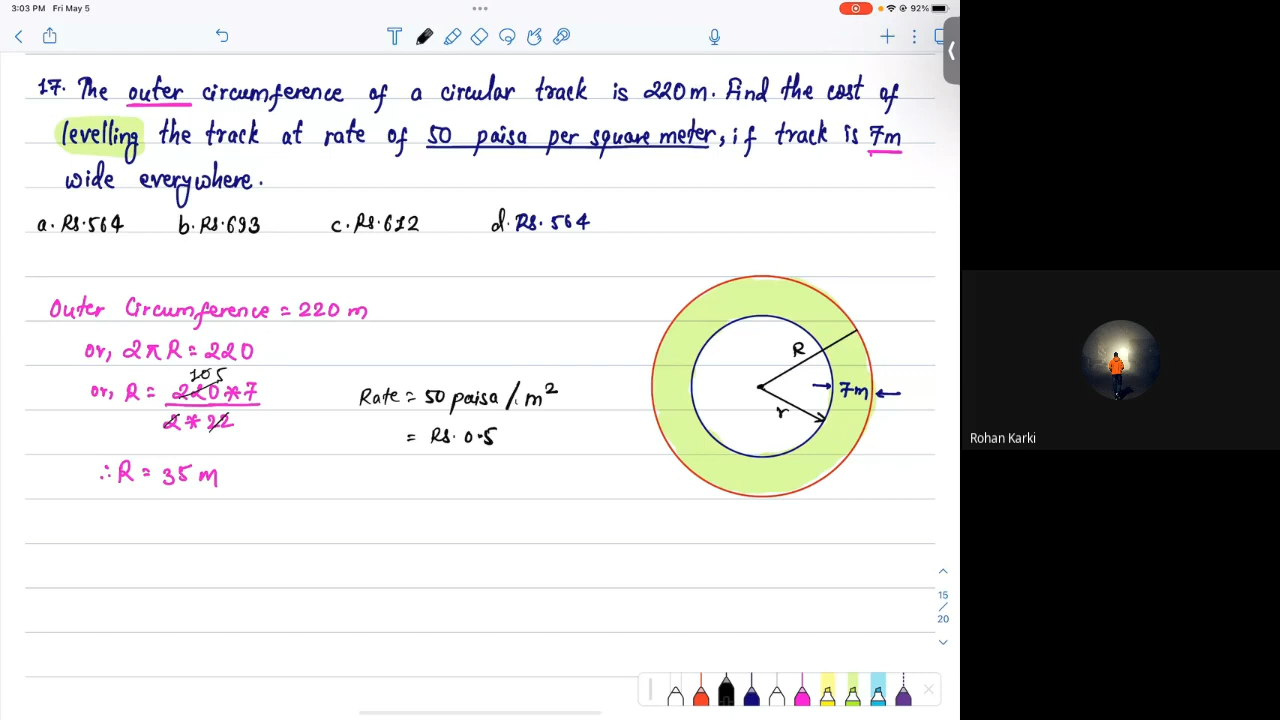 3:03 PM Fri May 5
92%
17. The outer circumference of a circular track is 220m. Find the cost of
levelling the track at rate of 50 paisa per square meter, if track is 7m
wide everywhere.
a. Rs.564 b. Rs.693 c. Rs.612 d. Rs. 564
Outer Circumference = 220 m
or, 2πR = 220
105
or, R = 220*7
2 * 22
∴R = 35 m
Rate = 50 paisa / m²
= Rs. 0.5
R
7m
r
Rohan Karki
15
/
20